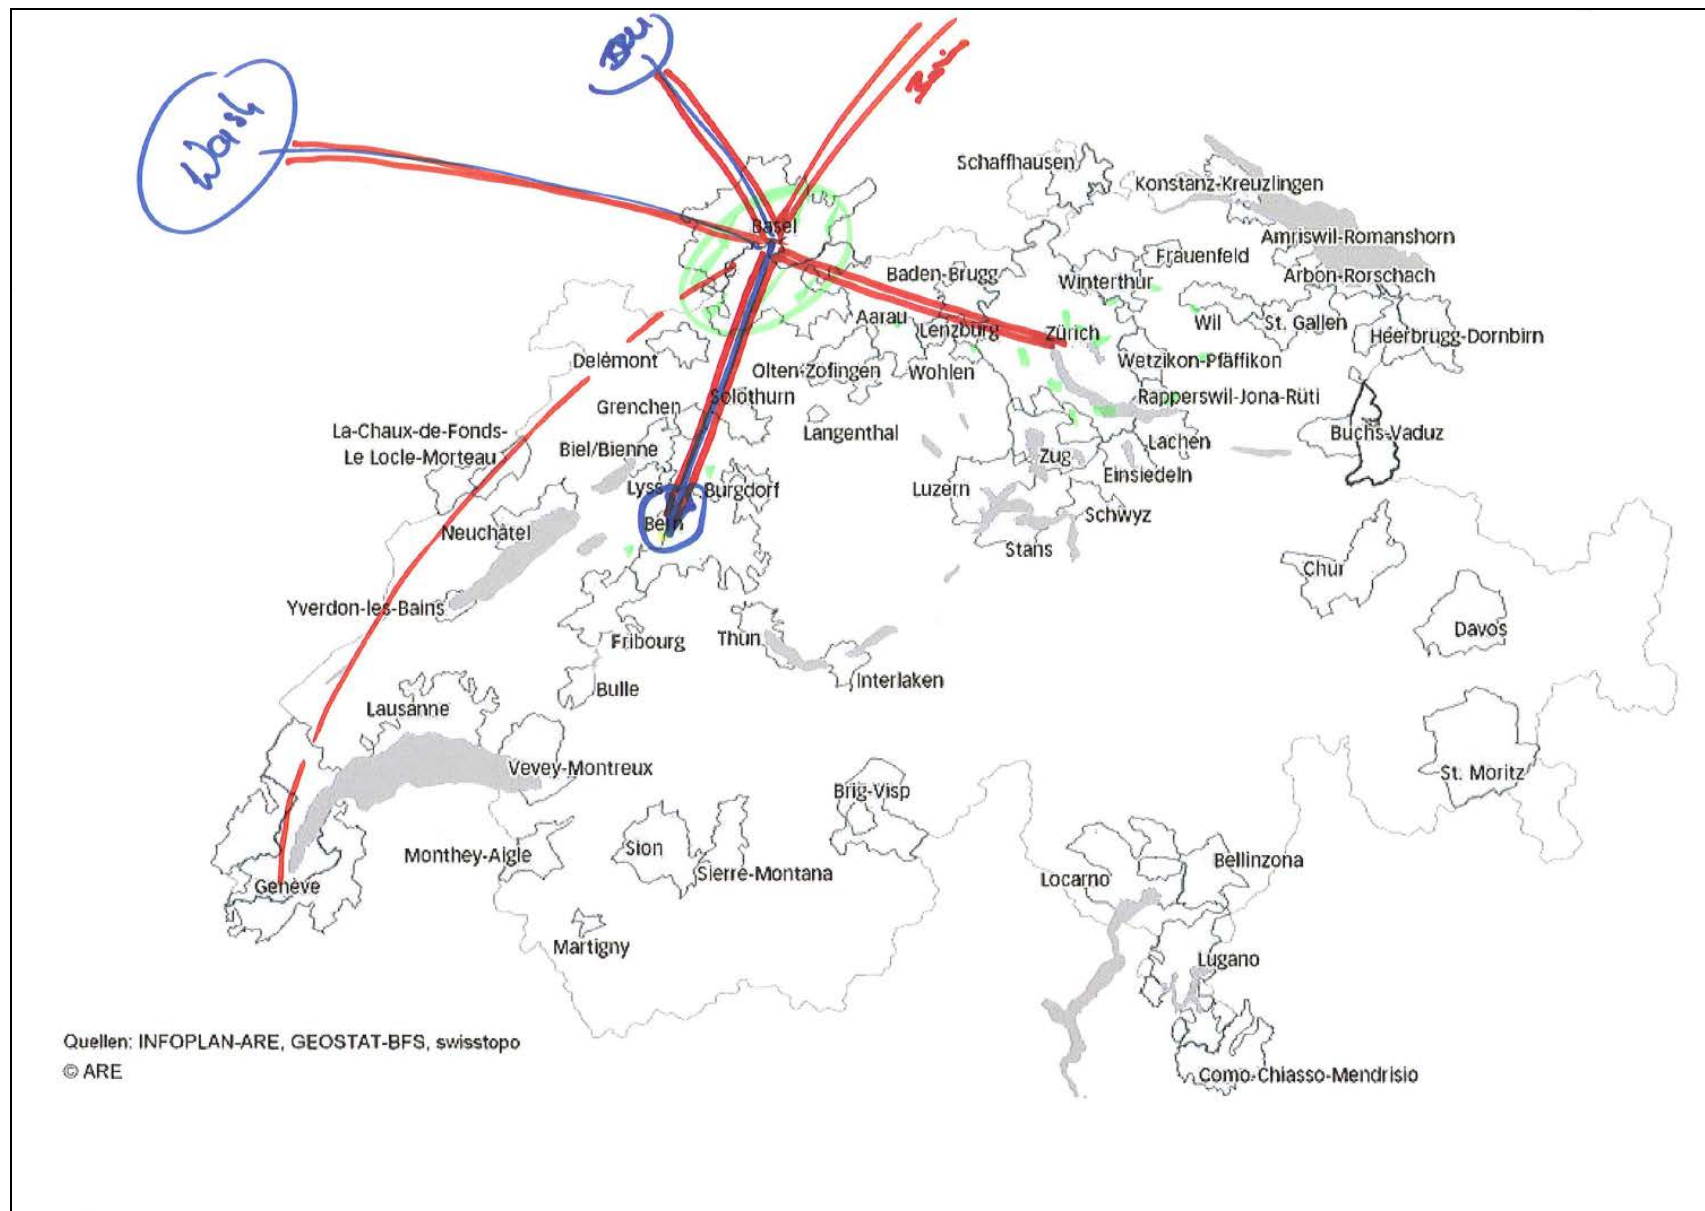 Wash
Schaffhausen
Konstanz-Kreuzlingen
Basel
Amriswil-Romanshorn
Frauenfeld
Baden-Brugg
Winterthur
Arbon-Rorschach
Aarau
Lenzburg
Zürich
Wil
St. Gallen
Heerbrugg-Dornbirn
Delémont
Olten-Zofingen
Wohlen
Wetzikon-Pfäffikon
Grenchen
Solothurn
Rapperswil-Jona-Rüti
La-Chaux-de-Fonds-
Le Locle-Morteau
Langenthal
Buchs-Vaduz
Biel/Bienne
Lachen
Zug
Einsiedeln
Lyss
Burgdorf
Luzern
Bern
Schwyz
Neuchâtel
Stans
Chur
Yverdon-les-Bains
Davos
Fribourg
Thun
Interlaken
Bulle
Lausanne
Vevey-Montreux
St. Moritz
Brig-Visp
Monthey-Aigle
Sion
Sierre-Montana
Bellinzona
Locarno
Genève
Martigny
Lugano
Quellen: INFOPLAN-ARE, GEOSTAT-BFS, swisstopo
© ARE
Como-Chiasso-Mendrisio